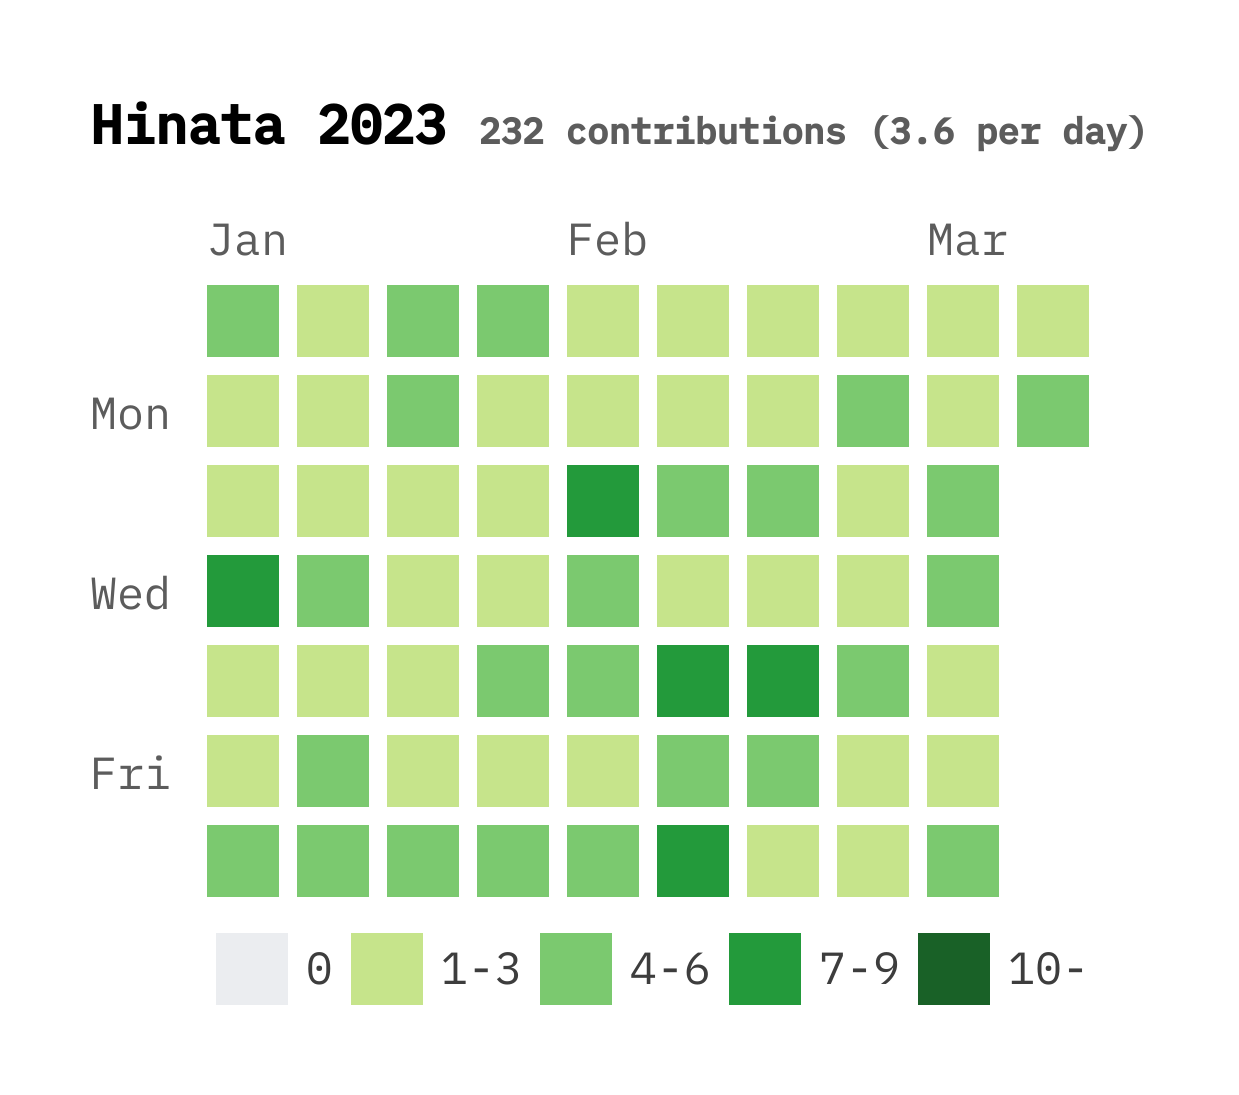 Hinata 2023 232 contributions (3.6 per day)
Jan Feb Mar
Mon
Wed
Fri
0 1-3 4-6 7-9 10-